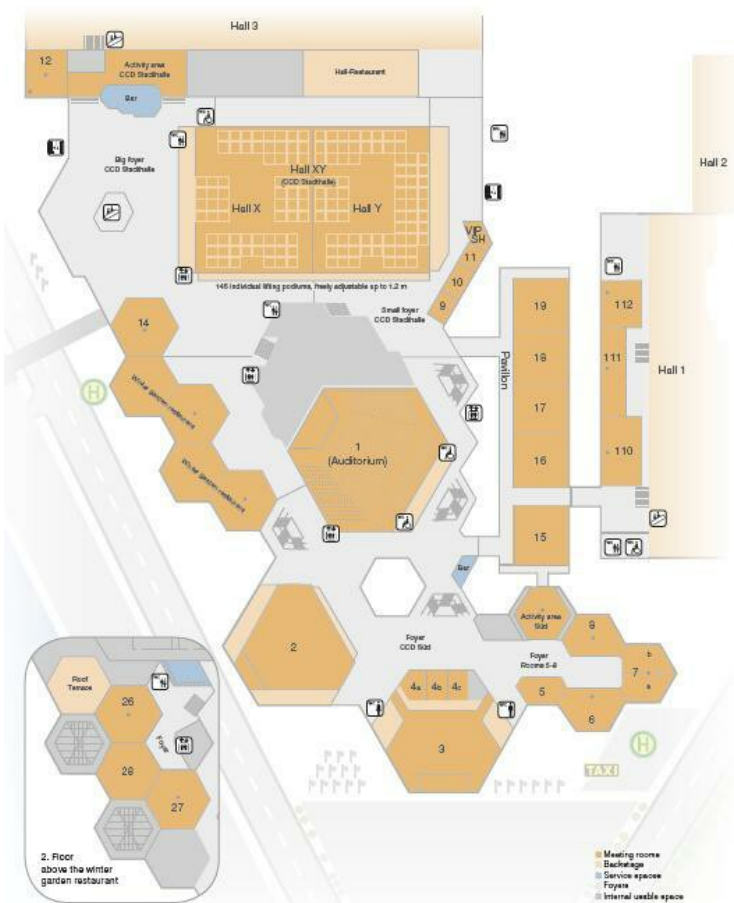 Hall 3
12
Activity area
CCD Stadthalle
Hall-Restaurant
Bar
Big foyer
CCD Stadthalle
Hall XY
(CCD Stadthalle)
Hall X
Hall Y
Hall 2
VIP
SH
11
10
9
146 individual lifting podiums, freely adjustable up to 1.2 m
Small foyer
CCD Stadthalle
14
Winter garden restaurant
Winter garden restaurant
1
(Auditorium)
Pavillon
19
18
17
16
15
112
111
110
Hall 1
H
Bar
2
Foyer
CCD Süd
Activity area
Süd
Foyer
Rooms 5-8
8
b
7
a
5
6
4a
4b
4c
3
H
TAXI
Roof
Terrace
26
Foyer
28
27
2. Floor
above the winter
garden restaurant
Meeting rooms
Backstage
Service spaces
Foyers
Internal usable space